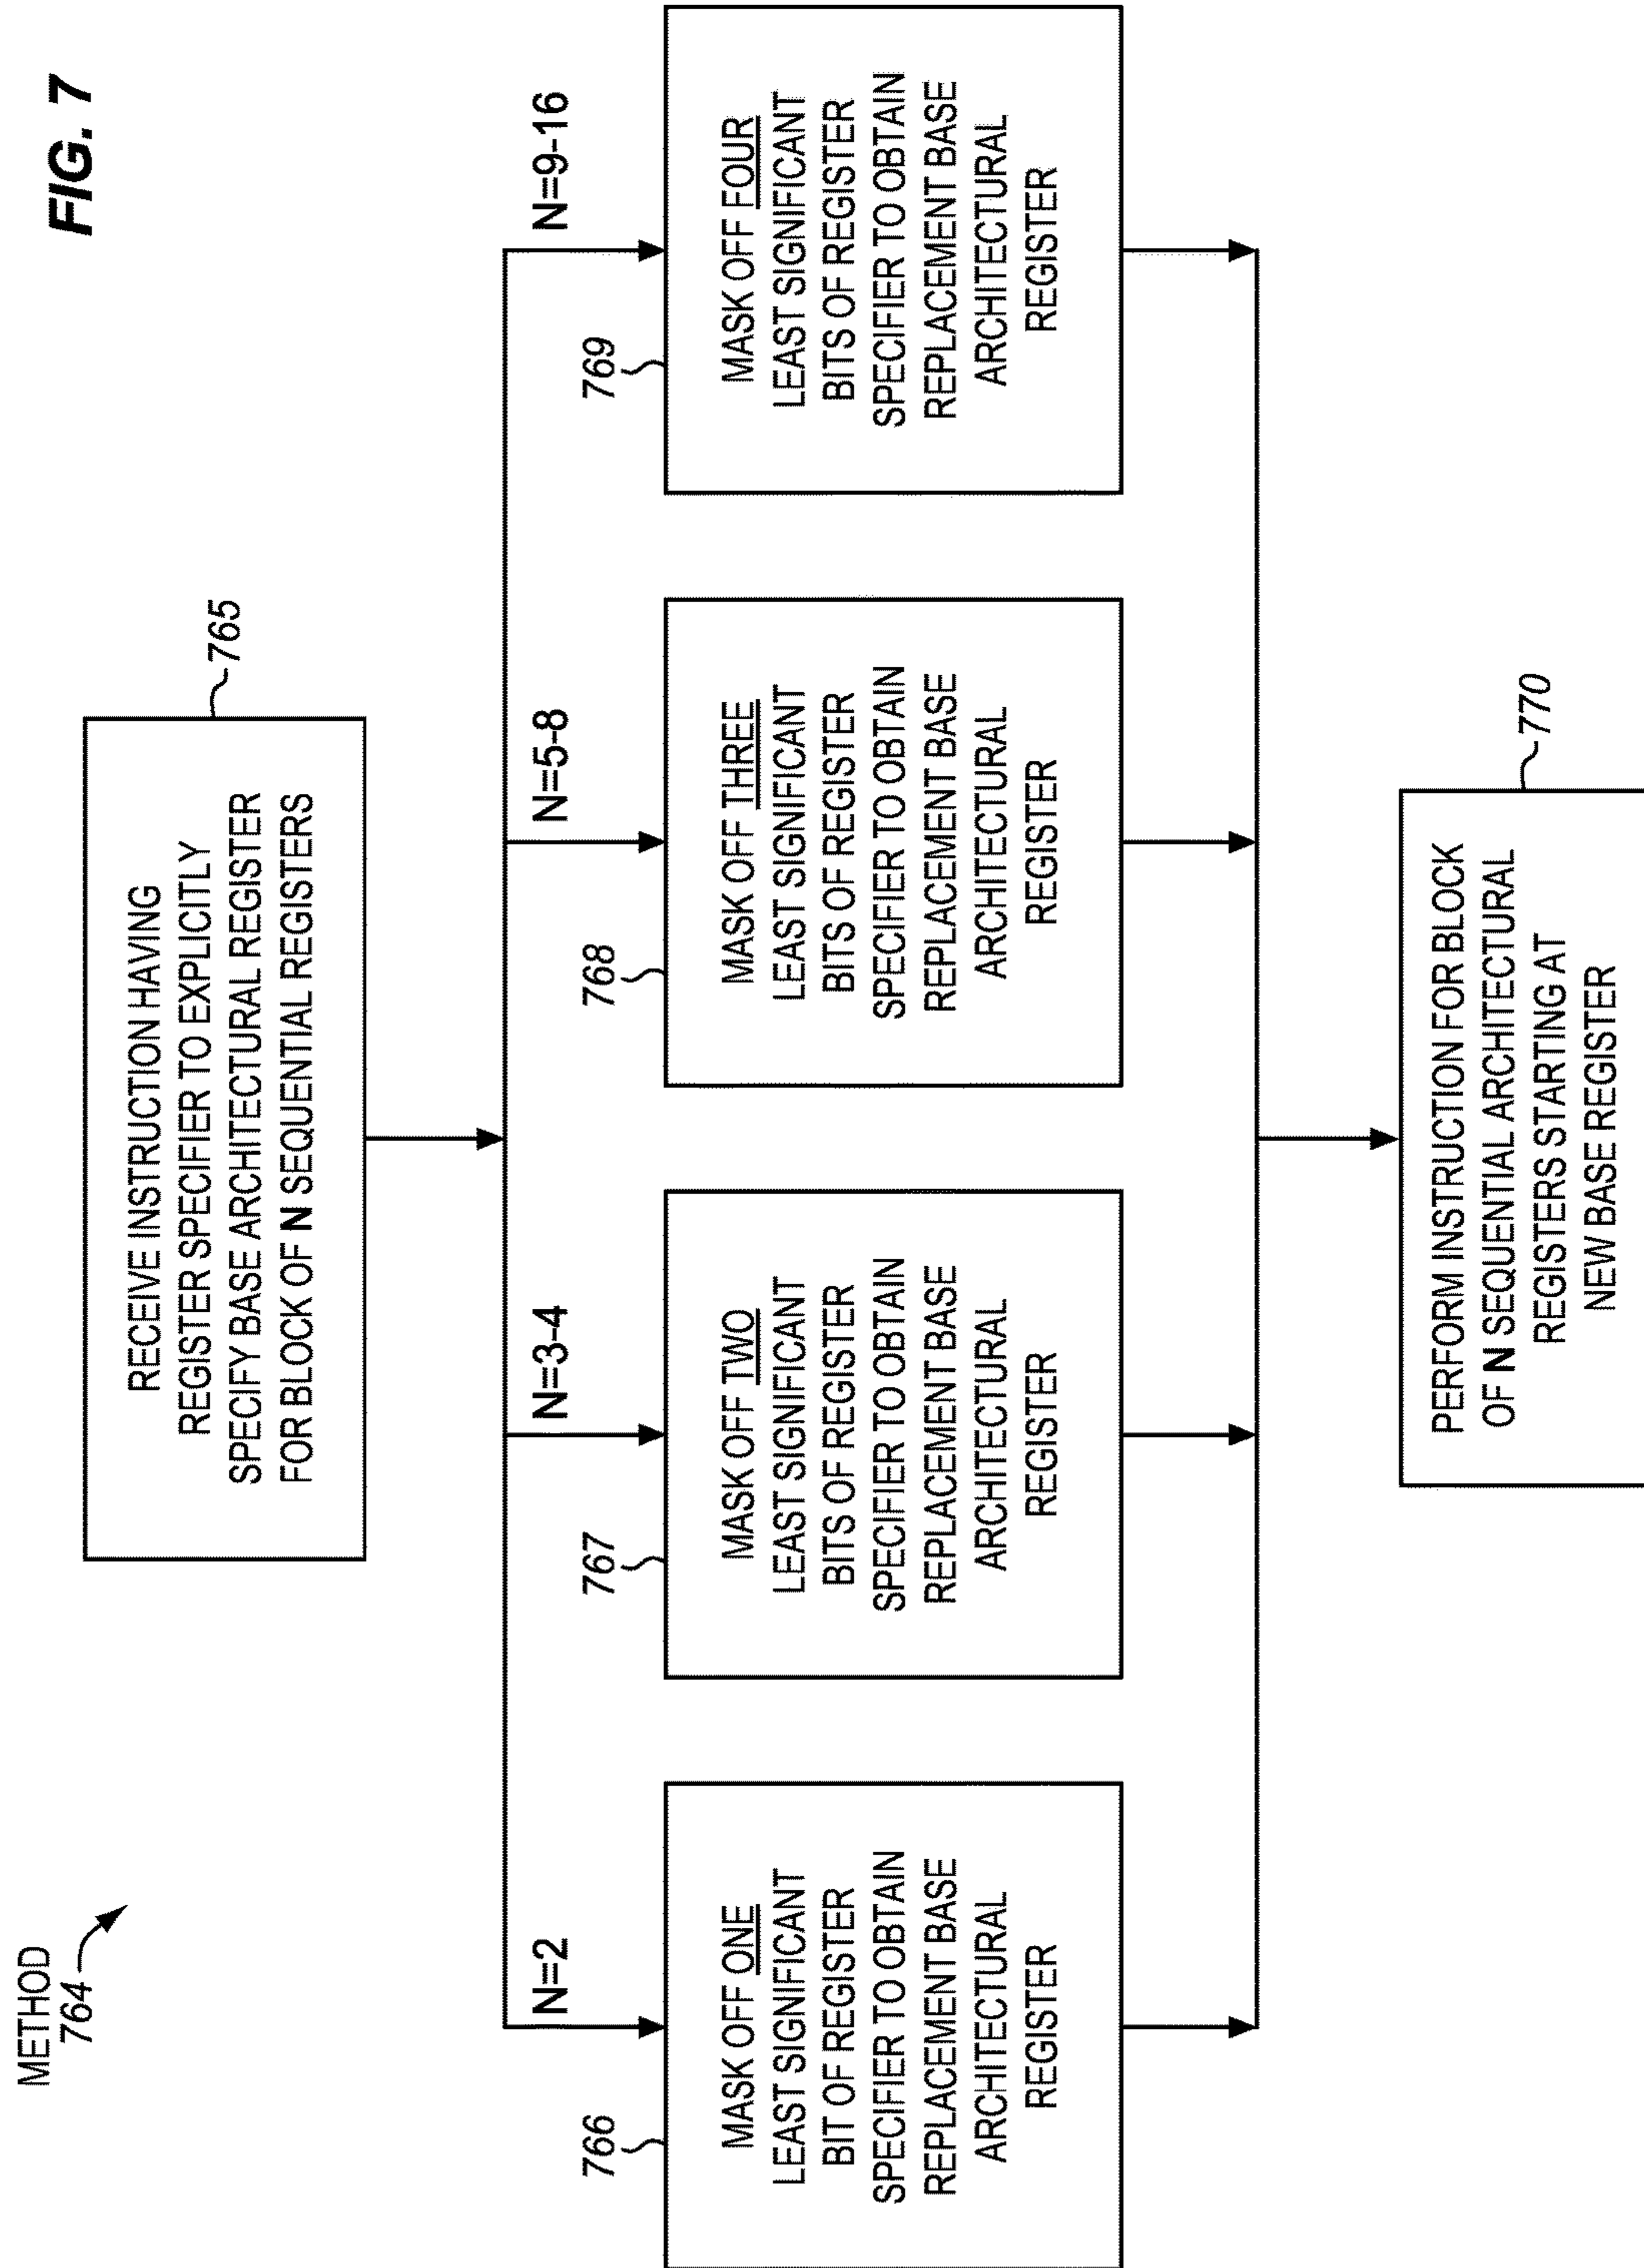 FIG. 7
METHOD
764
RECEIVE INSTRUCTION HAVING
REGISTER SPECIFIER TO EXPLICITLY
SPECIFY BASE ARCHITECTURAL REGISTER
FOR BLOCK OF N SEQUENTIAL REGISTERS
765
N=2
766
MASK OFF ONE
LEAST SIGNIFICANT
BIT OF REGISTER
SPECIFIER TO OBTAIN
REPLACEMENT BASE
ARCHITECTURAL
REGISTER
N=3-4
767
MASK OFF TWO
LEAST SIGNIFICANT
BITS OF REGISTER
SPECIFIER TO OBTAIN
REPLACEMENT BASE
ARCHITECTURAL
REGISTER
N=5-8
768
MASK OFF THREE
LEAST SIGNIFICANT
BITS OF REGISTER
SPECIFIER TO OBTAIN
REPLACEMENT BASE
ARCHITECTURAL
REGISTER
N=9-16
769
MASK OFF FOUR
LEAST SIGNIFICANT
BITS OF REGISTER
SPECIFIER TO OBTAIN
REPLACEMENT BASE
ARCHITECTURAL
REGISTER
PERFORM INSTRUCTION FOR BLOCK
OF N SEQUENTIAL ARCHITECTURAL
REGISTERS STARTING AT
NEW BASE REGISTER
770